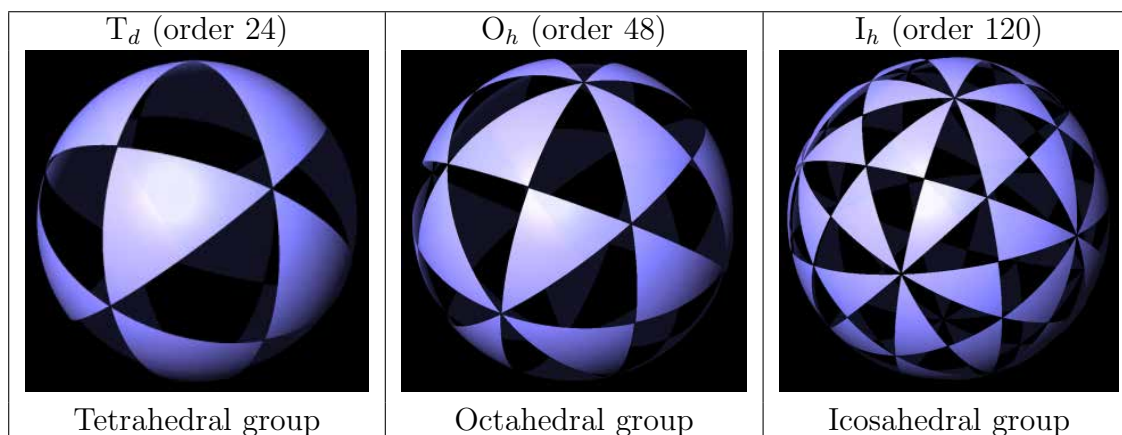 T_d (order 24) O_h (order 48) I_h (order 120)
Tetrahedral group Octahedral group Icosahedral group